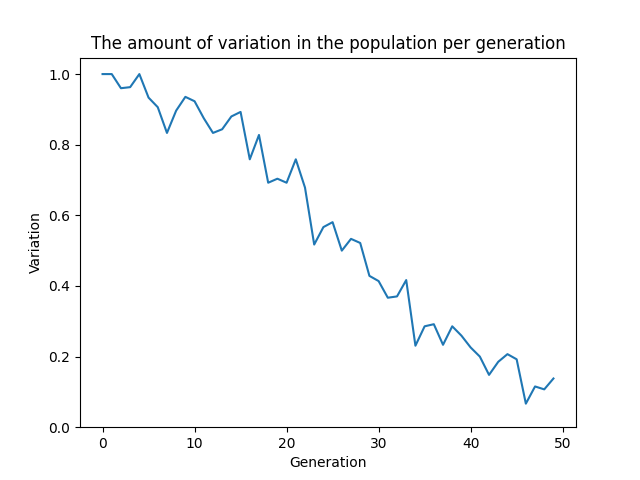 The amount of variation in the population per generation
1.0
0.8
0.6
0.4
0.2
0.0
Variation
0 10 20 30 40 50
Generation